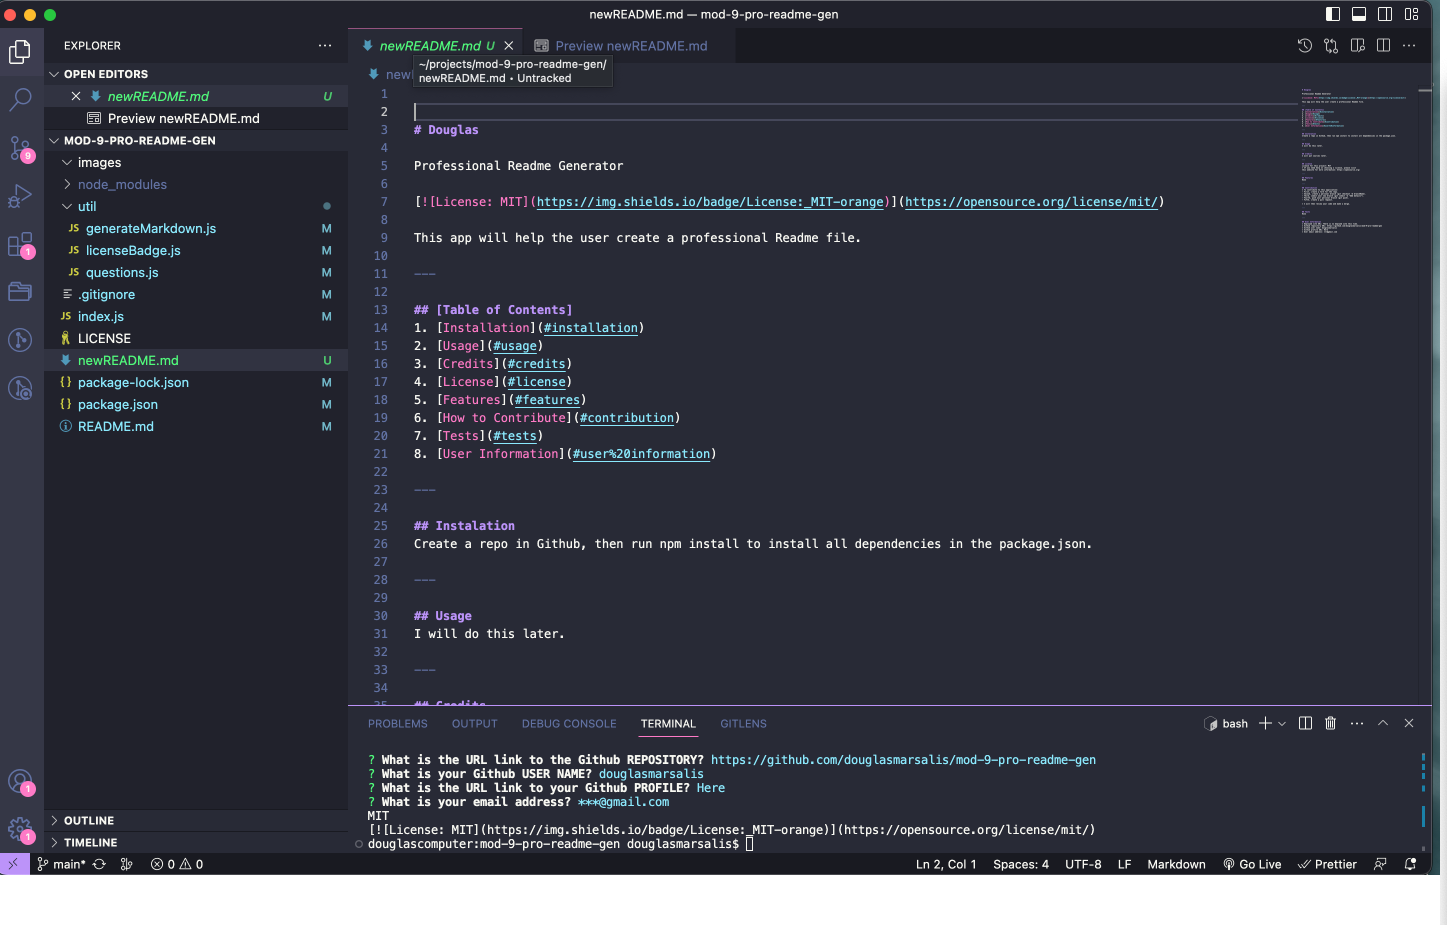 newREADME.md — mod-9-pro-readme-gen
EXPLORER
newREADME.md U
Preview newREADME.md
~/projects/mod-9-pro-readme-gen/
newREADME.md • Untracked
OPEN EDITORS
newREADME.md U
Preview newREADME.md
MOD-9-PRO-README-GEN
images
node_modules
util
JS generateMarkdown.js M
JS licenseBadge.js M
JS questions.js M
.gitignore M
JS index.js M
LICENSE
newREADME.md U
{} package-lock.json M
{} package.json M
README.md M
OUTLINE
TIMELINE
9
1
1
1
1
2
3 # Douglas
4
5 Professional Readme Generator
6
7 [![License: MIT](https://img.shields.io/badge/License:_MIT-orange)](https://opensource.org/license/mit/)
8
9 This app will help the user create a professional Readme file.
10
11 ---
12
13 ## [Table of Contents]
14 1. [Installation](#installation)
15 2. [Usage](#usage)
16 3. [Credits](#credits)
17 4. [License](#license)
18 5. [Features](#features)
19 6. [How to Contribute](#contribution)
20 7. [Tests](#tests)
21 8. [User Information](#user%20information)
22
23 ---
24
25 ## Instalation
26 Create a repo in Github, then run npm install to install all dependencies in the package.json.
27
28 ---
29
30 ## Usage
31 I will do this later.
32
33 ---
34
35 ## Credits
PROBLEMS OUTPUT DEBUG CONSOLE TERMINAL GITLENS
bash
? What is the URL link to the Github REPOSITORY? https://github.com/douglasmarsalis/mod-9-pro-readme-gen
? What is your Github USER NAME? douglasmarsalis
? What is the URL link to your Github PROFILE? Here
? What is your email address? ***@gmail.com
MIT
[![License: MIT](https://img.shields.io/badge/License:_MIT-orange)](https://opensource.org/license/mit/)
douglascomputer:mod-9-pro-readme-gen douglasmarsalis$
main* 0 0 Ln 2, Col 1 Spaces: 4 UTF-8 LF Markdown Go Live Prettier